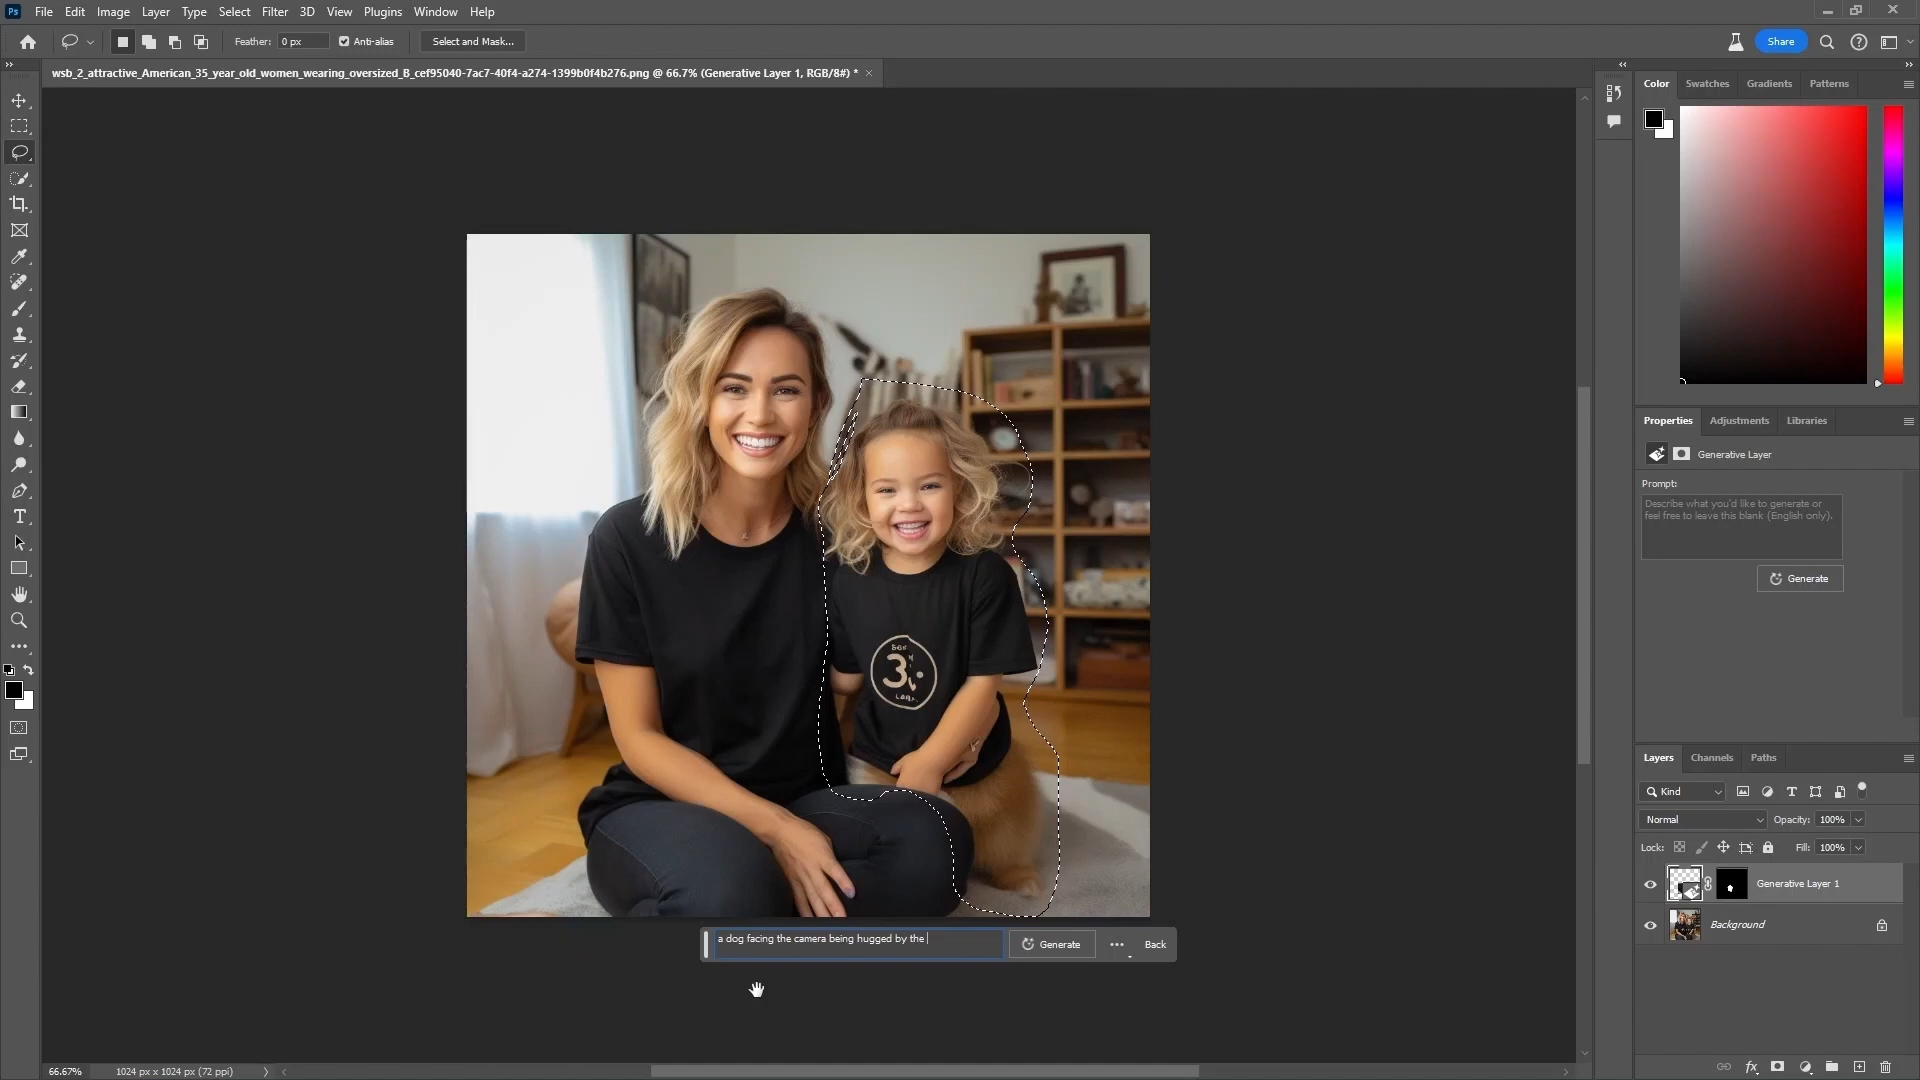 Ps File Edit Image Layer Type Select Filter 3D View Plugins Window Help
Feather: 0 px Anti-alias Select and Mask... Share
wsb_2_attractive_American_35_year_old_women_wearing_oversized_B_cef95040-7ac7-40f4-a274-1399b0f4b276.png @ 66.7% (Generative Layer 1, RGB/8#) *
Color Swatches Gradients Patterns
Properties Adjustments Libraries
Generative Layer
Prompt:
Describe what you'd like to generate or
feel free to leave this blank (English only).
Generate
3
Layers Channels Paths
Kind
Normal Opacity: 100%
Lock: Fill: 100%
Generative Layer 1
Background
a dog facing the camera being hugged by the
Generate ... Back
66.67% 1024 px x 1024 px (72 ppi)
fx